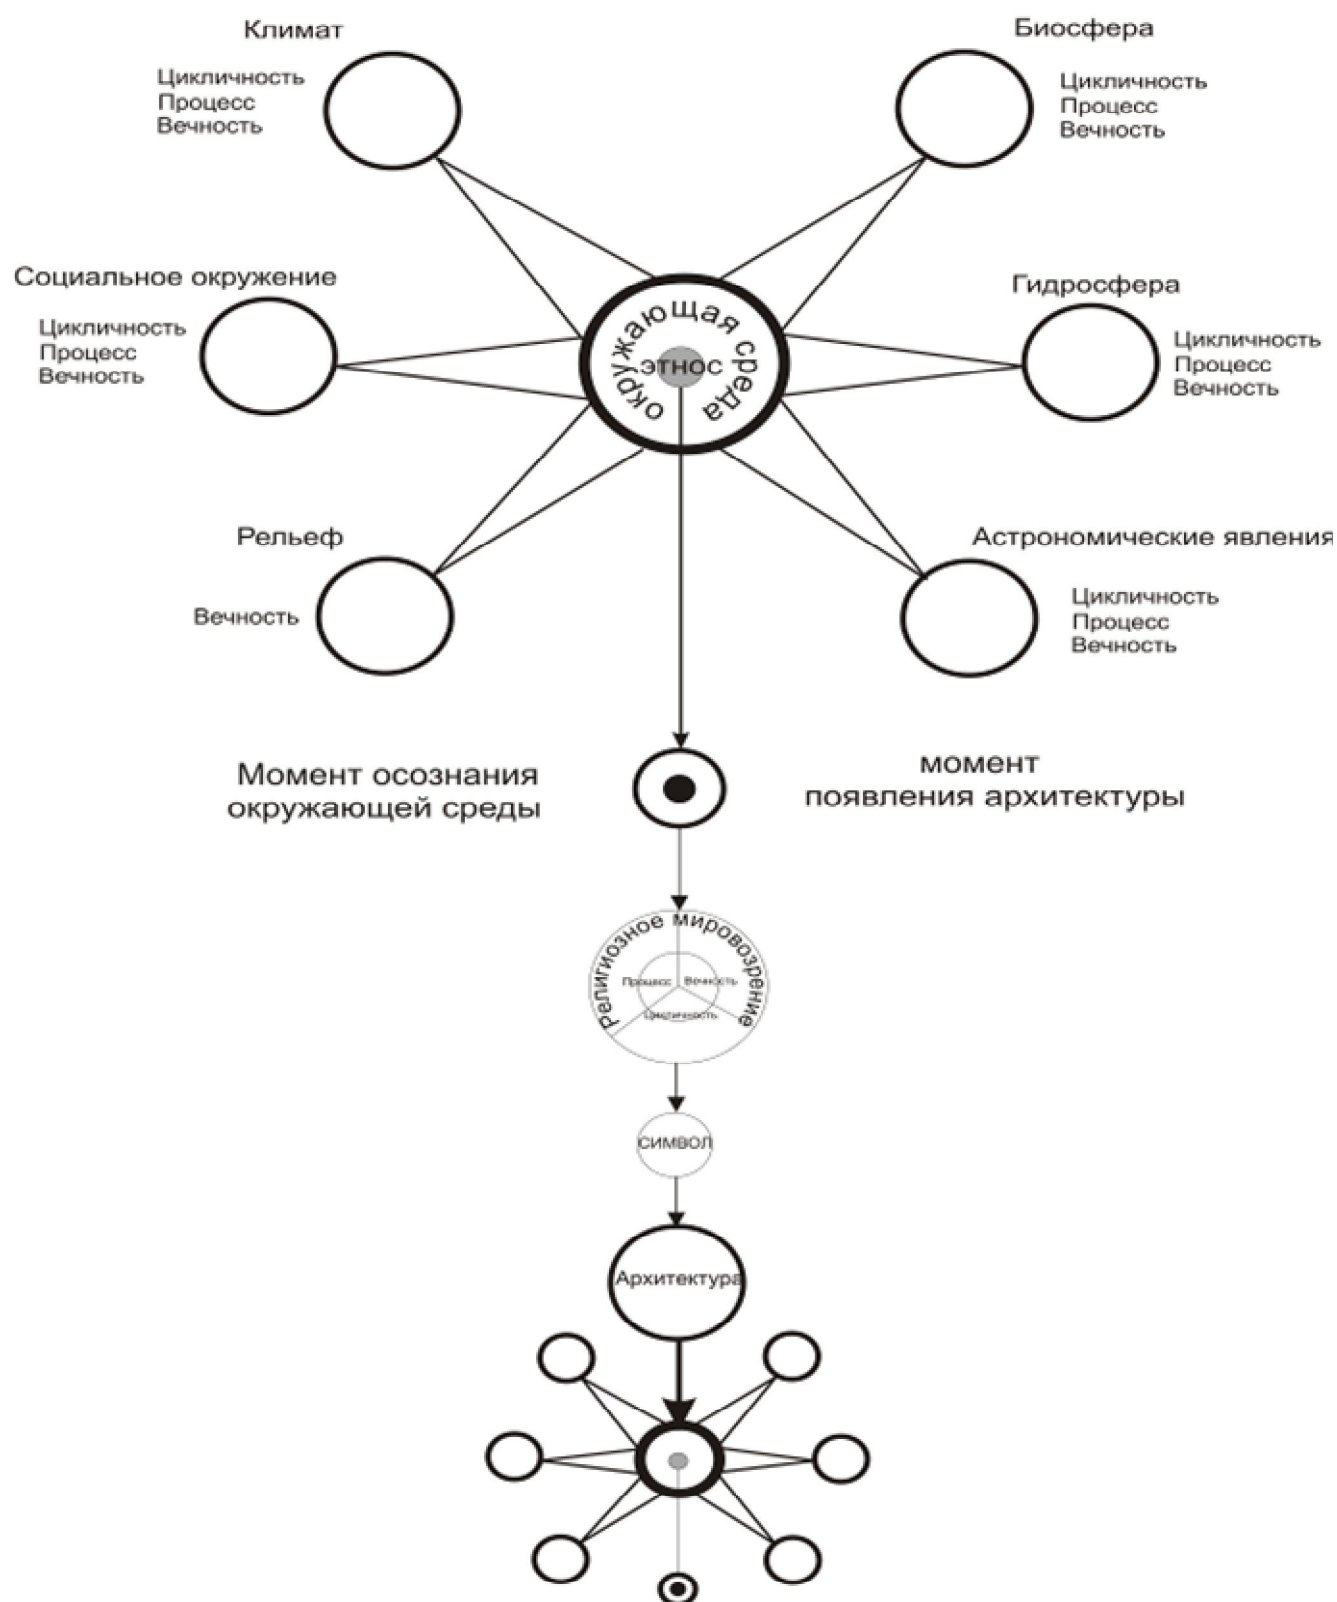 Климат
Цикличность
Процесс
Вечность
Биосфера
Цикличность
Процесс
Вечность
Социальное окружение
Цикличность
Процесс
Вечность
окружающая среда
этнос
Гидросфера
Цикличность
Процесс
Вечность
Рельеф
Вечность
Астрономические явления
Цикличность
Процесс
Вечность
Момент осознания
окружающей среды
момент
появления архитектуры
Религиозное мировозрение
Процесс
Вечность
Цикличность
СИМВОЛ
Архитектура